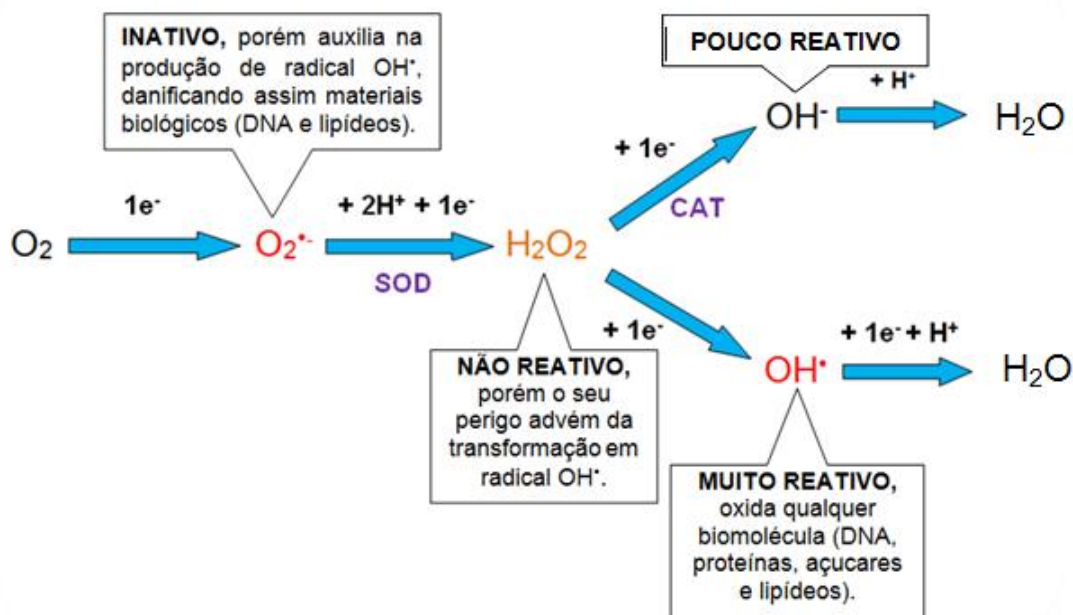 INATIVO, porém auxilia na
produção de radical OH•,
danificando assim materiais
biológicos (DNA e lipídeos).
POUCO REATIVO
+ H⁺
OH⁻
H₂O
+ 1e⁻
CAT
1e⁻
+ 2H⁺ + 1e⁻
O₂
O₂•⁻
H₂O₂
SOD
+ 1e⁻
+ 1e⁻ + H⁺
OH•
H₂O
NÃO REATIVO,
porém o seu
perigo advém da
transformação em
radical OH•.
MUITO REATIVO,
oxida qualquer
biomolécula (DNA,
proteínas, açucares
e lipídeos).